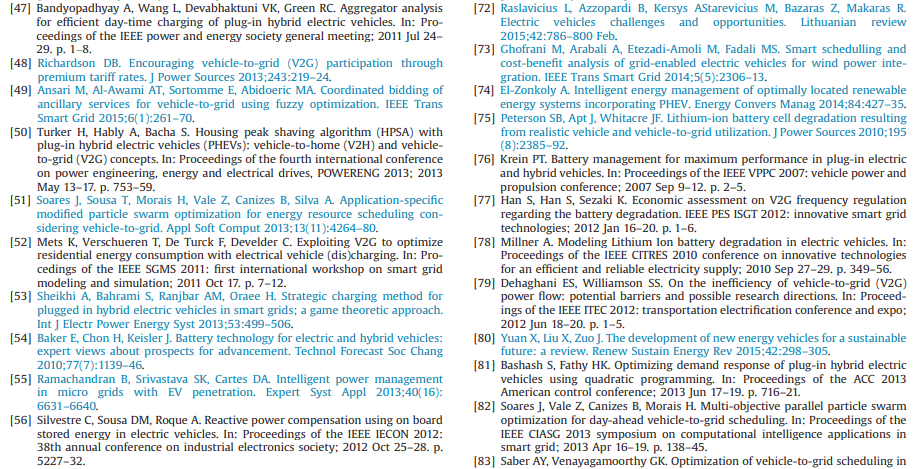 [47] Bandyopadhyay A, Wang L, Devabhaktuni VK, Green RC. Aggregator analysis
for efficient day-time charging of plug-in hybrid electric vehicles. In: Pro-
ceedings of the IEEE power and energy society general meeting; 2011 Jul 24–
29. p. 1–8.
[48] Richardson DB. Encouraging vehicle-to-grid (V2G) participation through
premium tariff rates. J Power Sources 2013;243:219–24.
[49] Ansari M, Al-Awami AT, Sortomme E, Abidoeric MA. Coordinated bidding of
ancillary services for vehicle-to-grid using fuzzy optimization. IEEE Trans
Smart Grid 2015;6(1):261–70.
[50] Turker H, Hably A, Bacha S. Housing peak shaving algorithm (HPSA) with
plug-in hybrid electric vehicles (PHEVs): vehicle-to-home (V2H) and vehicle-
to-grid (V2G) concepts. In: Proceedings of the fourth international conference
on power engineering, energy and electrical drives, POWERENG 2013; 2013
May 13–17. p. 753–59.
[51] Soares J, Sousa T, Morais H, Vale Z, Canizes B, Silva A. Application-specific
modified particle swarm optimization for energy resource scheduling con-
sidering vehicle-to-grid. Appl Soft Comput 2013;13(11):4264–80.
[52] Mets K, Verschueren T, De Turck F, Develder C. Exploiting V2G to optimize
residential energy consumption with electrical vehicle (dis)charging. In: Pro-
cedings of the IEEE SGMS 2011: first international workshop on smart grid
modeling and simulation; 2011 Oct 17. p. 7–12.
[53] Sheikhi A, Bahrami S, Ranjbar AM, Oraee H. Strategic charging method for
plugged in hybrid electric vehicles in smart grids; a game theoretic approach.
Int J Electr Power Energy Syst 2013;53:499–506.
[54] Baker E, Chon H, Keisler J. Battery technology for electric and hybrid vehicles:
expert views about prospects for advancement. Technol Forecast Soc Chang
2010;77(7):1139–46.
[55] Ramachandran B, Srivastava SK, Cartes DA. Intelligent power management
in micro grids with EV penetration. Expert Syst Appl 2013;40(16):
6631–6640.
[56] Silvestre C, Sousa DM, Roque A. Reactive power compensation using on board
stored energy in electric vehicles. In: Proceedings of the IEEE IECON 2012:
38th annual conference on industrial electronics society; 2012 Oct 25–28. p.
5227–32.
[72] Raslavicius L, Azzopardi B, Kersys AStarevicius M, Bazaras Z, Makaras R.
Electric vehicles challenges and opportunities. Lithuanian review
2015;42:786–800 Feb.
[73] Ghofrani M, Arabali A, Etezadi-Amoli M, Fadali MS. Smart schedulling and
cost-benefit analysis of grid-enabled electric vehicles for wind power inte-
gration. IEEE Trans Smart Grid 2014;5(5):2306–13.
[74] El-Zonkoly A. Intelligent energy management of optimally located renewable
energy systems incorporating PHEV. Energy Convers Manag 2014;84:427–35.
[75] Peterson SB, Apt J, Whitacre JF. Lithium-ion battery cell degradation resulting
from realistic vehicle and vehicle-to-grid utilization. J Power Sources 2010;195
(8):2385–92.
[76] Krein PT. Battery management for maximum performance in plug-in electric
and hybrid vehicles. In: Proceedings of the IEEE VPPC 2007: vehicle power and
propulsion conference; 2007 Sep 9–12. p. 2–5.
[77] Han S, Han S, Sezaki K. Economic assessment on V2G frequency regulation
regarding the battery degradation. IEEE PES ISGT 2012: innovative smart grid
technologies; 2012 Jan 16–20. p. 1–6.
[78] Millner A. Modeling Lithium Ion battery degradation in electric vehicles. In:
Proceedings of the IEEE CITRES 2010 conference on innovative technologies
for an efficient and reliable electricity supply; 2010 Sep 27–29. p. 349–56.
[79] Dehaghani ES, Williamson SS. On the inefficiency of vehicle-to-grid (V2G)
power flow: potential barriers and possible research directions. In: Proceed-
ings of the IEEE ITEC 2012: transportation electrification conference and expo;
2012 Jun 18–20. p. 1–5.
[80] Yuan X, Liu X, Zuo J. The development of new energy vehicles for a sustainable
future: a review. Renew Sustain Energy Rev 2015;42:298–305.
[81] Bashash S, Fathy HK. Optimizing demand response of plug-in hybrid electric
vehicles using quadratic programming. In: Proceedings of the ACC 2013
American control conference; 2013 Jun 17–19. p. 716–21.
[82] Soares J, Vale Z, Canizes B, Morais H. Multi-objective parallel particle swarm
optimization for day-ahead vehicle-to-grid scheduling. In: Proceedings of the
IEEE CIASG 2013 symposium on computational intelligence applications in
smart grid; 2013 Apr 16–19. p. 138–45.
[83] Saber AY, Venayagamoorthy GK. Optimization of vehicle-to-grid scheduling in